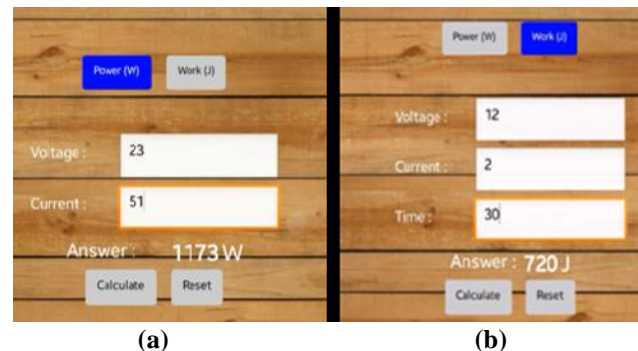 Power (W) Work (J)
Voltage : 23
Current : 51
Answer : 1173 W
Calculate Reset
(a)
Power (W) Work (J)
Voltage : 12
Current : 2
Time : 30
Answer : 720 J
Calculate Reset
(b)